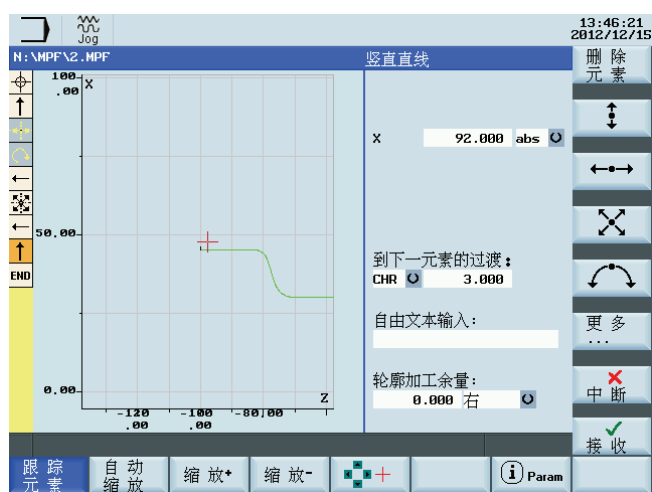 Jog
13:46:21
2012/12/15
N:\MPF\2.MPF
竖直直线
删 除
元 素
100
.00
X
50.00
0.00
Z
-120
.00
-100
.00
-80
.00
END
X 92.000 abs
到下一元素的过渡：
CHR 3.000
自由文本输入：
轮廓加工余量：
0.000 右
更 多
...
中 断
接 收
跟 踪
元 素
自 动
缩 放
缩 放+
缩 放-
i Param